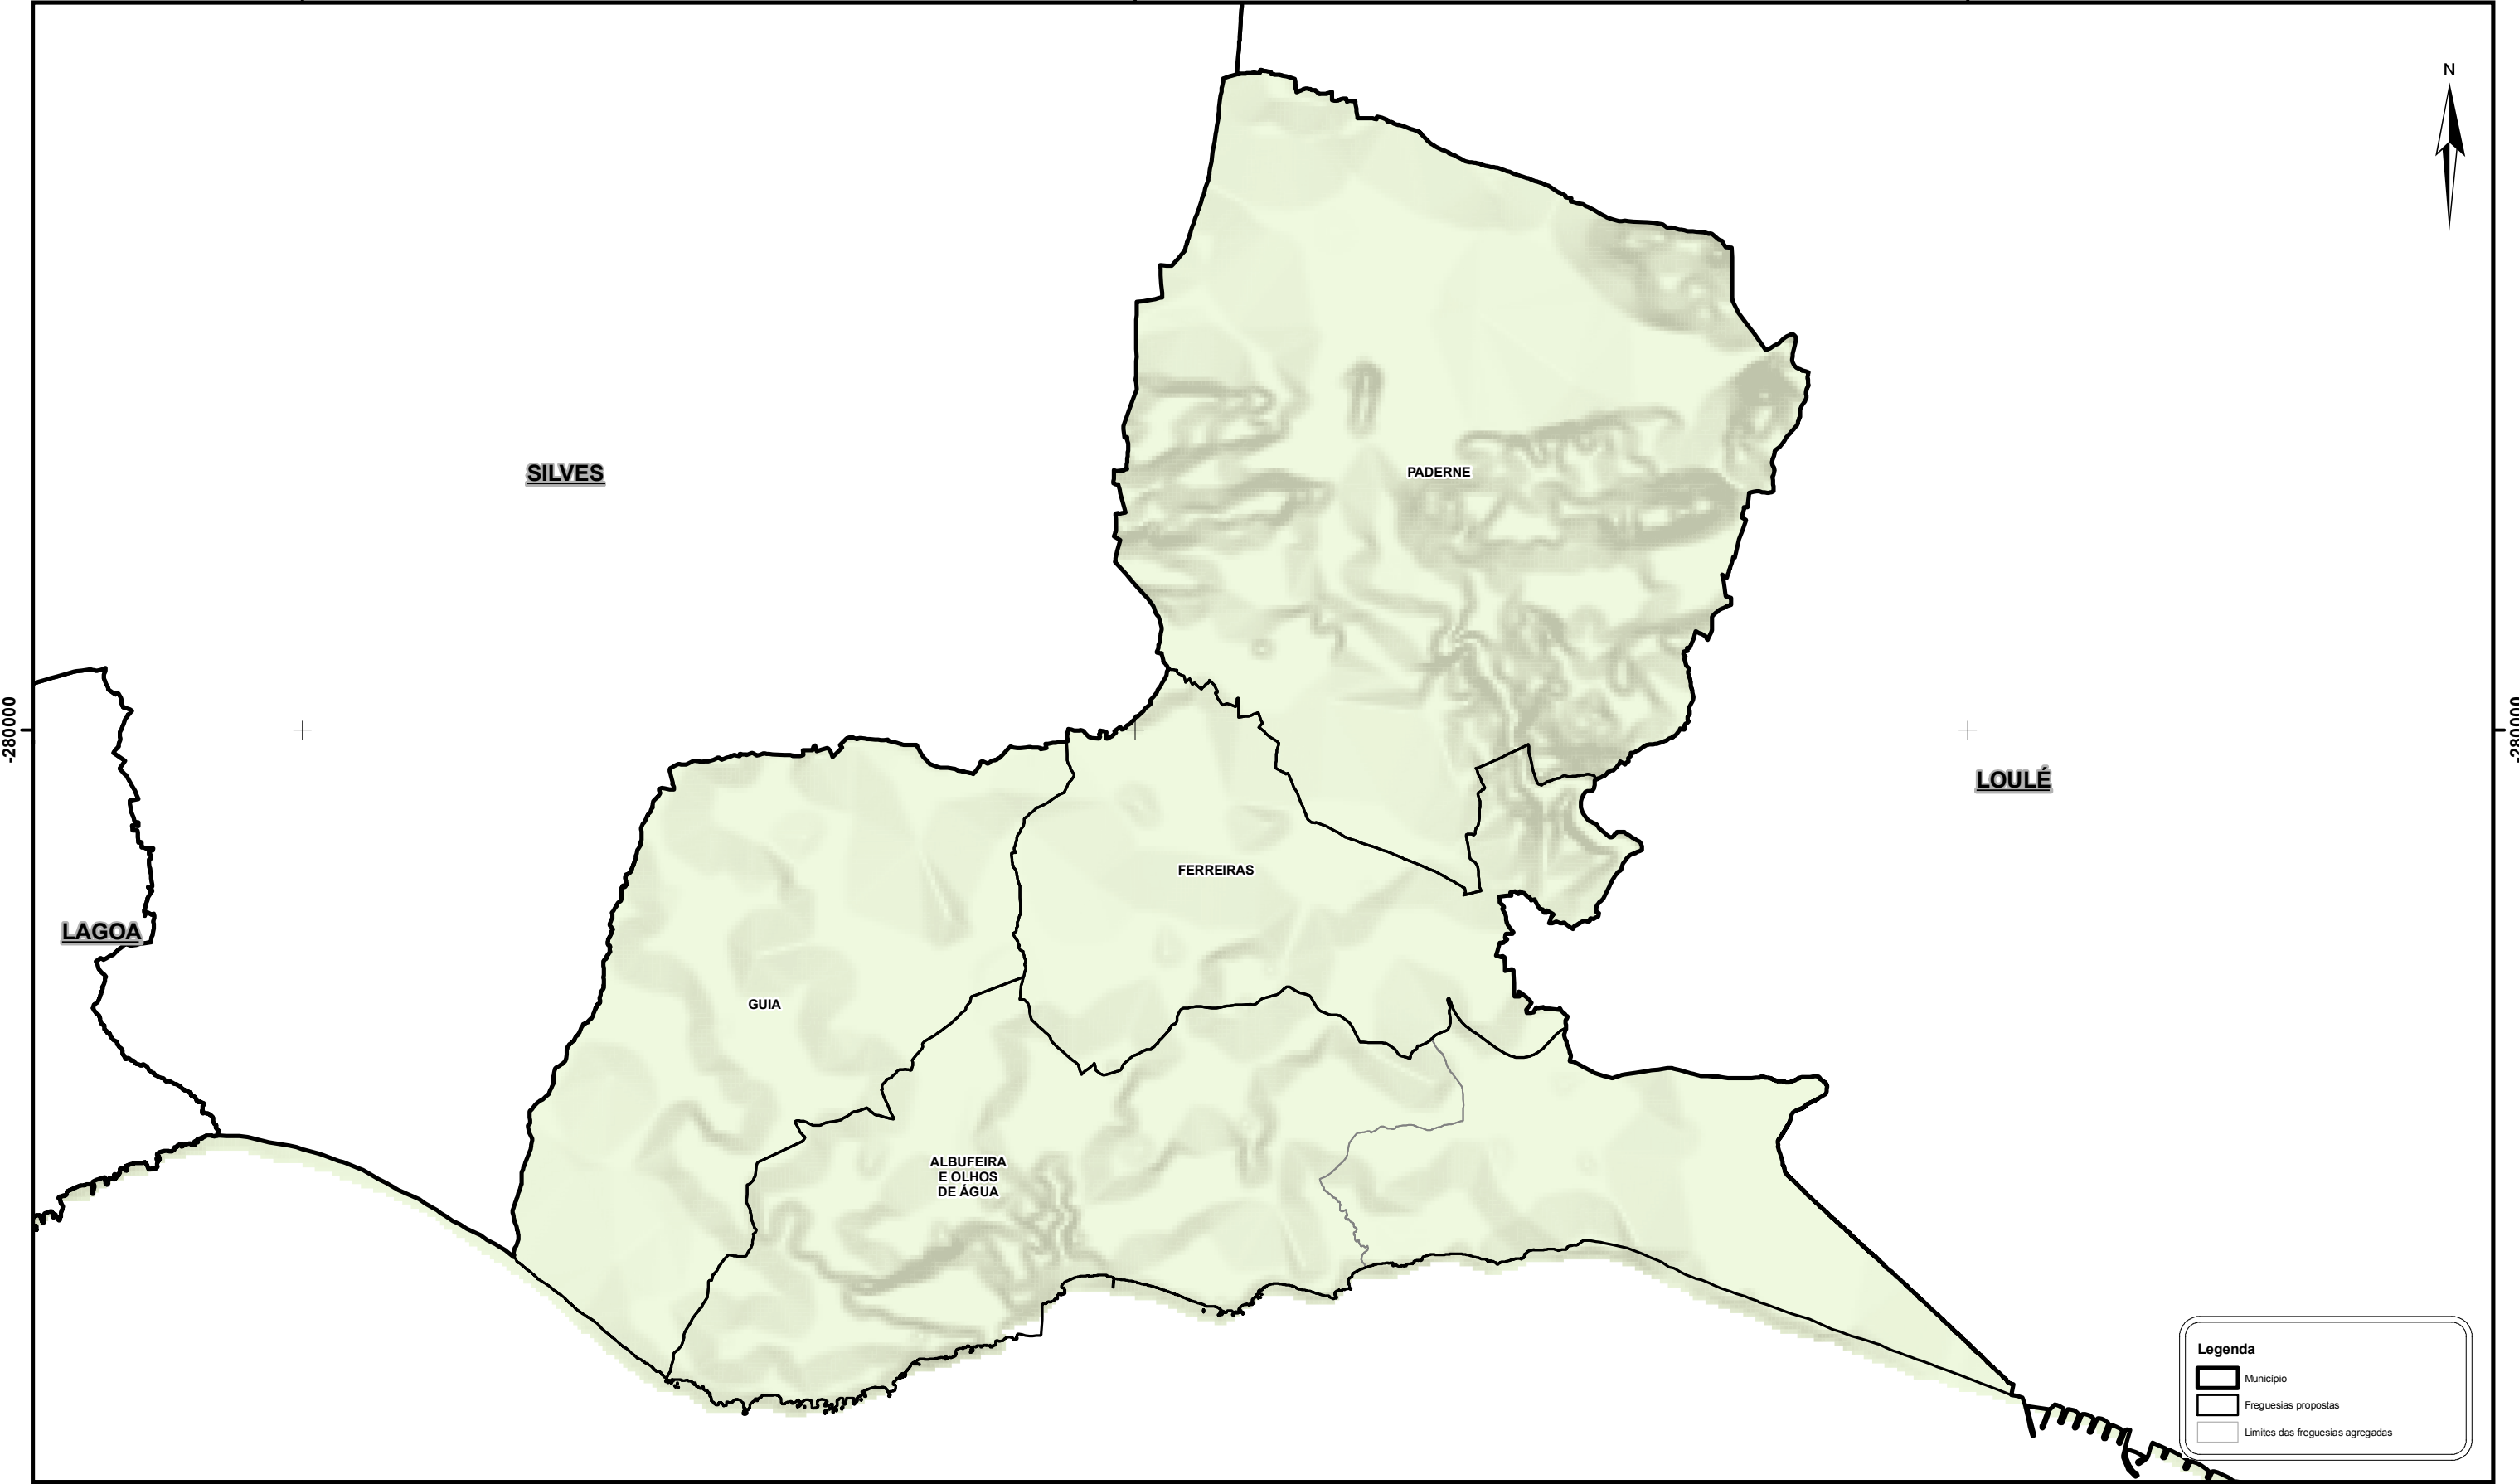 N
SILVES
PADERNE
-280000
-280000
LOULÉ
FERREIRAS
LAGOA
GUIA
ALBUFEIRA
E OLHOS
DE ÁGUA
Legenda
Município
Freguesias propostas
Limites das freguesias agregadas